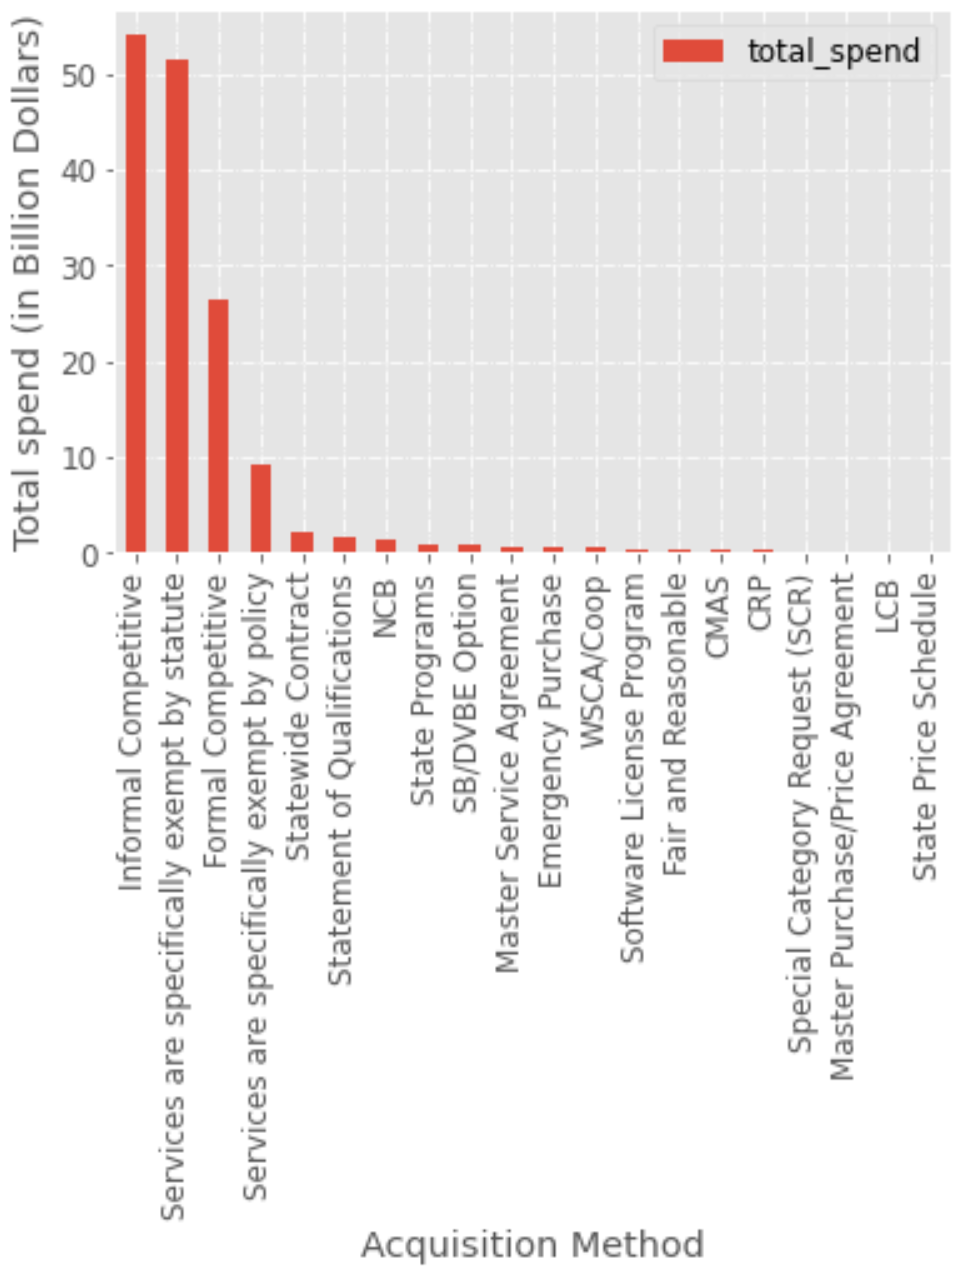 Total spend (in Billion Dollars)
50
40
30
20
10
0
total_spend
Informal Competitive
Services are specifically exempt by statute
Formal Competitive
Services are specifically exempt by policy
Statewide Contract
Statement of Qualifications
NCB
State Programs
SB/DVBE Option
Master Service Agreement
Emergency Purchase
WSCA/Coop
Software License Program
Fair and Reasonable
CMAS
CRP
Special Category Request (SCR)
Master Purchase/Price Agreement
LCB
State Price Schedule
Acquisition Method